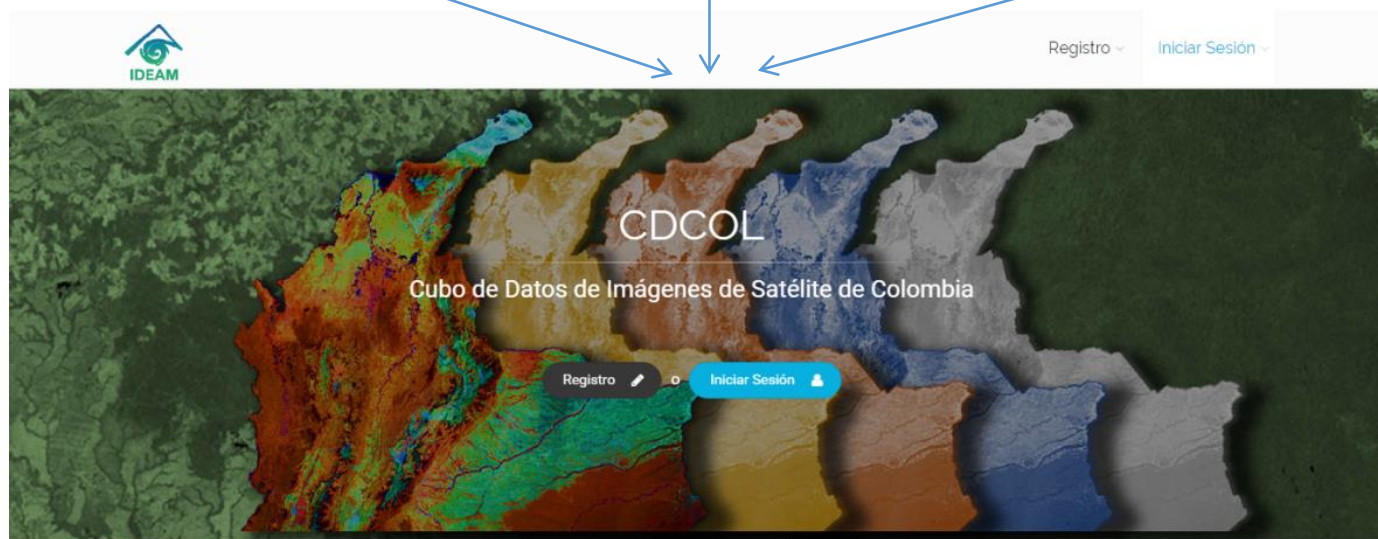 IDEAM
Registro
Iniciar Sesión
CDCOL
Cubo de Datos de Imágenes de Satélite de Colombia
Registro o Iniciar Sesión